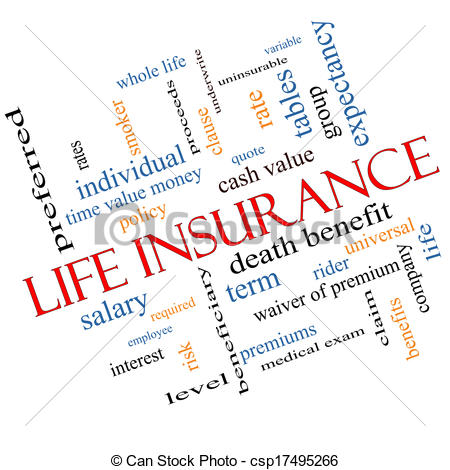 variable
whole life
underwrite
uninsurable
expectancy
tables
group
proceeds
smoker
clause
rate
rates
preferred
individual
quote
time value money
cash value
policy
LIFE INSURANCE
death benefit
universal
life
rider
company
term
waiver of premium
salary
required
beneficiary
employee
claim
benefits
interest
risk
premiums
medical exam
level
© Can Stock Photo - csp17495266